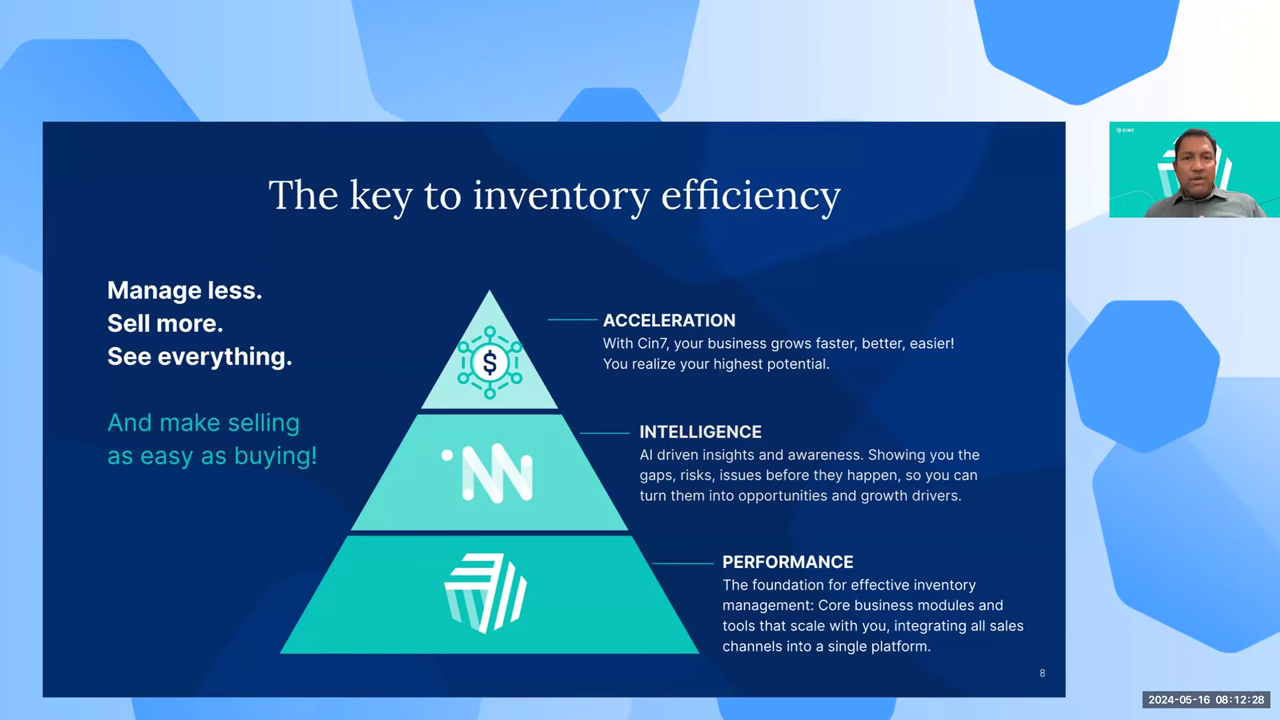 The key to inventory efficiency
Manage less.
Sell more.
See everything.
And make selling
as easy as buying!
$
ACCELERATION
With Cin7, your business grows faster, better, easier!
You realize your highest potential.
INTELLIGENCE
AI driven insights and awareness. Showing you the
gaps, risks, issues before they happen, so you can
turn them into opportunities and growth drivers.
PERFORMANCE
The foundation for effective inventory
management: Core business modules and
tools that scale with you, integrating all sales
channels into a single platform.
8
CIN7
2024-05-16 08:12:28